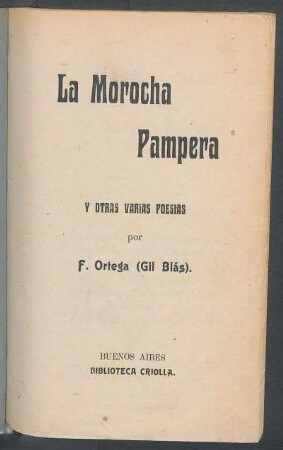 La Morocha
Pampera
Y OTRAS VARIAS POESIAS
por
F. Ortega (Gil Blás).
BUENOS AIRES
BIBLIOTECA CRIOLLA.